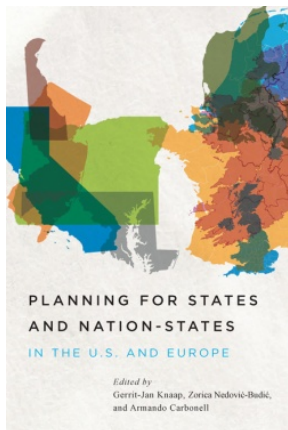 PLANNING FOR STATES
AND NATION-STATES
IN THE U.S. AND EUROPE
Edited by
Gerrit-Jan Knaap, Zorica Nedović-Budić,
and Armando Carbonell